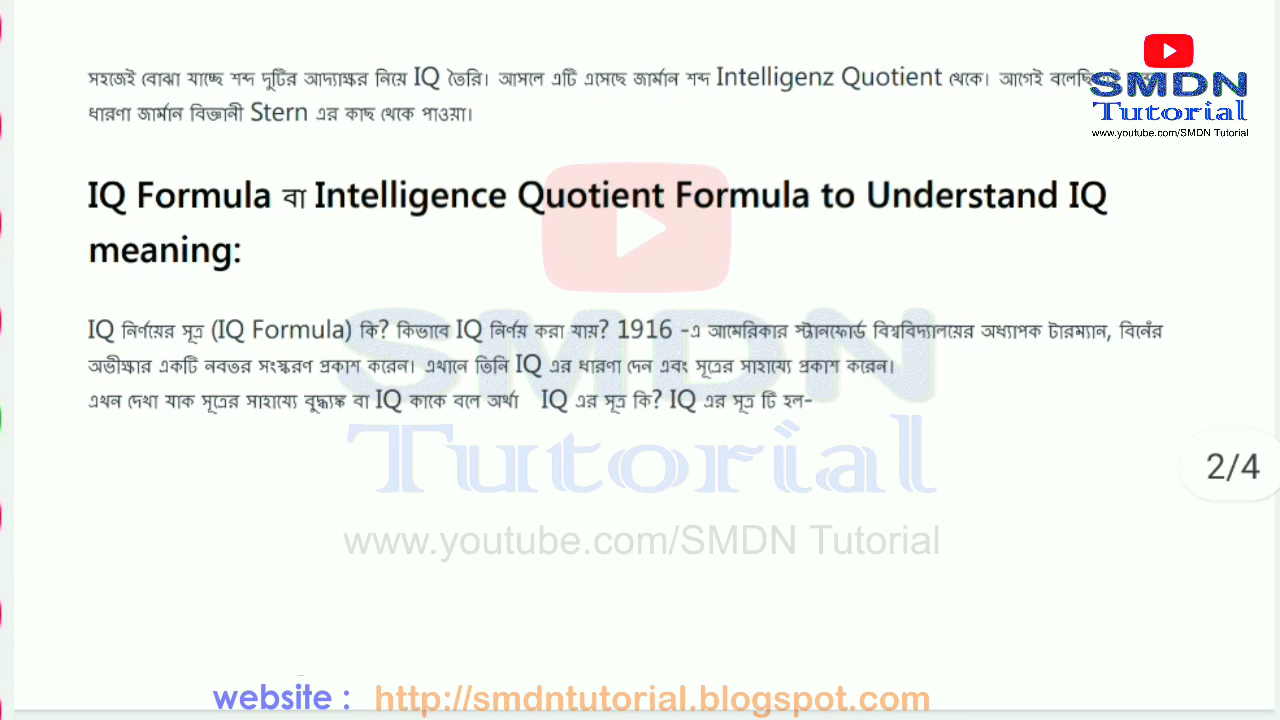 সহজেই বোঝা যাচ্ছে শব্দ দুটির আদ্যাক্ষর নিয়ে IQ তৈরি। আসলে এটি এসেছে জার্মান শব্দ Intelligenz Quotient থেকে। আগেই
ধারণা জার্মান বিজ্ঞানী Stern এর কাছ থেকে পাওয়া।
SMDN
Tutorial
www.youtube.com/SMDN Tutorial
IQ Formula বা Intelligence Quotient Formula to Understand IQ
meaning:
IQ নির্ণয়ের সূত্র (IQ Formula) কি? কিভাবে IQ নির্ণয় করা যায়? 1916 -এ আমেরিকার স্ট্যানফোর্ড বিশ্ববিদ্যালয়ের অধ্যাপক টারম্যান, বিনেঁর
অভীক্ষার একটি নবতর সংস্করণ প্রকাশ করেন। এখানে তিনি IQ এর ধারণা দেন এবং সূত্রের সাহায্যে প্রকাশ করেন।
এখন দেখা যাক সূত্রের সাহায্যে বুদ্ধ্যঙ্ক বা IQ কাকে বলে অর্থা IQ এর সূত্র কি? IQ এর সূত্র টি হল-
SMDN
Tutorial
www.youtube.com/SMDN Tutorial
2/4
website : http://smdntutorial.blogspot.com